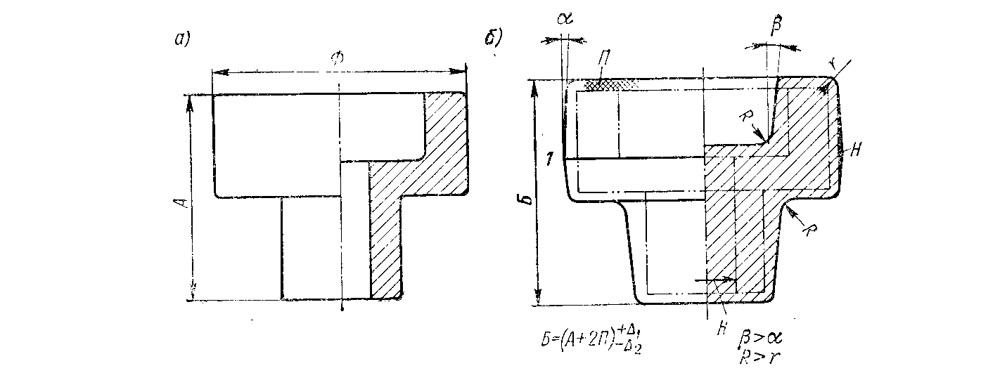 а)
Ф
А
б)
α
β
П
r
R
Н
1
Б
R
Н
Б=(А+2П)+Δ1
−Δ2
β>α
R>r